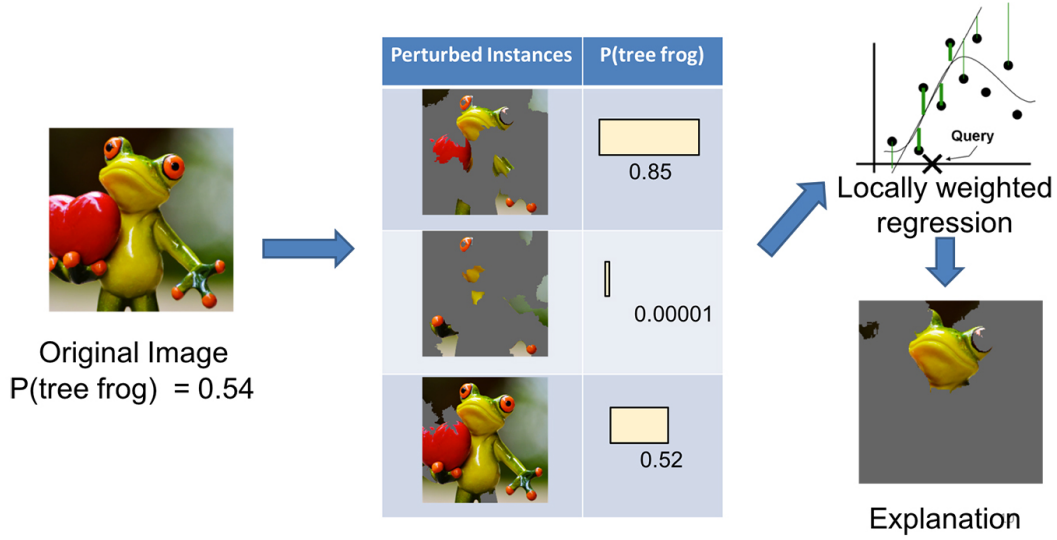 Original Image
P(tree frog) = 0.54
Perturbed Instances
P(tree frog)
0.85
0.00001
0.52
Query
Locally weighted
regression
Explanation